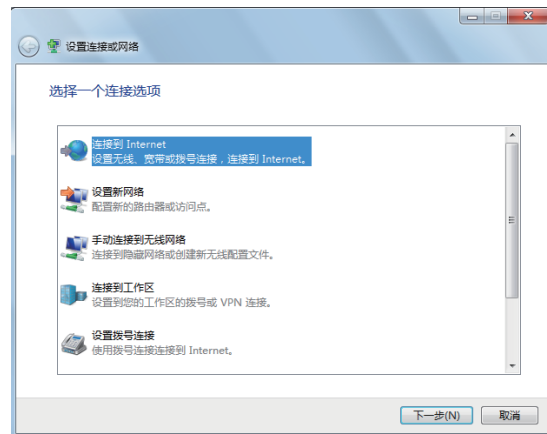 设置连接或网络
选择一个连接选项
连接到 Internet
设置无线、宽带或拨号连接，连接到 Internet。
设置新网络
配置新的路由器或访问点。
手动连接到无线网络
连接到隐藏网络或创建新无线配置文件。
连接到工作区
设置到您的工作区的拨号或 VPN 连接。
设置拨号连接
使用拨号连接连接到 Internet。
下一步(N)
取消